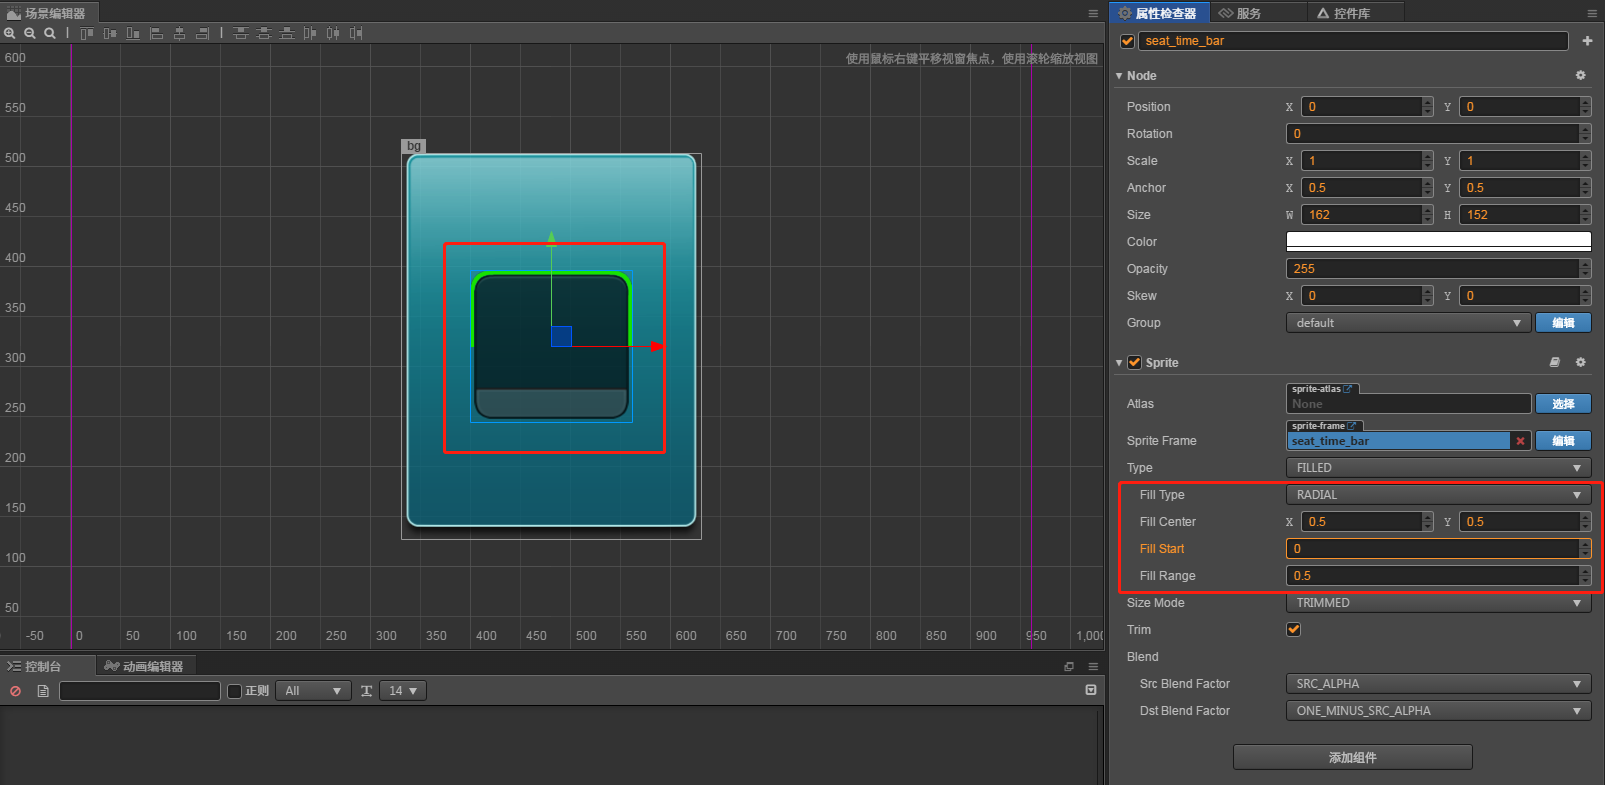 场景编辑器
使用鼠标右键平移视窗焦点，使用滚轮缩放视图
600
550
500
450
400
350
300
250
200
150
100
50
bg
-50 0 50 100 150 200 250 300 350 400 450 500 550 600 650 700 750 800 850 900 950 1,000
控制台 动画编辑器
正则 All 14
属性检查器 服务 控件库
seat_time_bar
Node
Position X 0 Y 0
Rotation 0
Scale X 1 Y 1
Anchor X 0.5 Y 0.5
Size W 162 H 152
Color
Opacity 255
Skew X 0 Y 0
Group default 编辑
Sprite
sprite-atlas
Atlas None 选择
sprite-frame
Sprite Frame seat_time_bar 编辑
Type FILLED
Fill Type RADIAL
Fill Center X 0.5 Y 0.5
Fill Start 0
Fill Range 0.5
Size Mode TRIMMED
Trim
Blend
Src Blend Factor SRC_ALPHA
Dst Blend Factor ONE_MINUS_SRC_ALPHA
添加组件